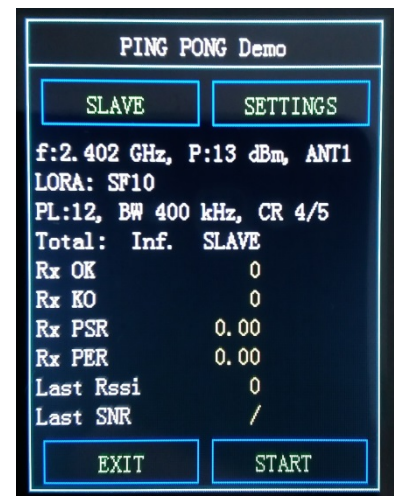 PING PONG Demo
SLAVE SETTINGS
f:2.402 GHz, P:13 dBm, ANT1
LORA: SF10
PL:12, BW 400 kHz, CR 4/5
Total: Inf. SLAVE
Rx OK 0
Rx KO 0
Rx PSR 0.00
Rx PER 0.00
Last Rssi 0
Last SNR /
EXIT START